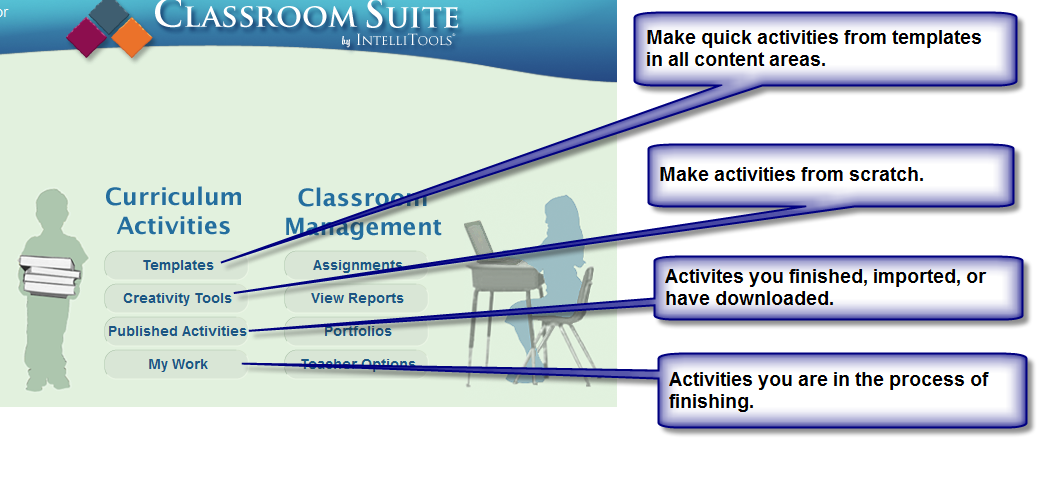 or
CLASSROOM SUITE
by INTELLITOOLS®
Make quick activities from templates
in all content areas.
Make activities from scratch.
Curriculum
Activities
Templates
Creativity Tools
Published Activities
My Work
Classroom
Management
Assignments
View Reports
Portfolios
Teacher Options
Activites you finished, imported, or
have downloaded.
Activities you are in the process of
finishing.